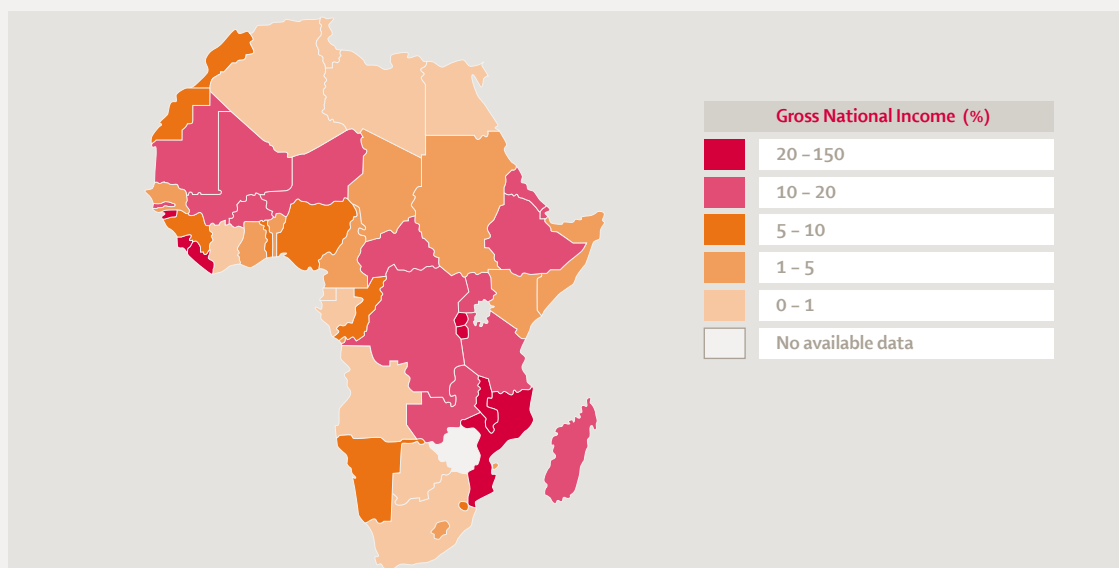 Gross National Income (%)
20 – 150
10 – 20
5 – 10
1 – 5
0 – 1
No available data